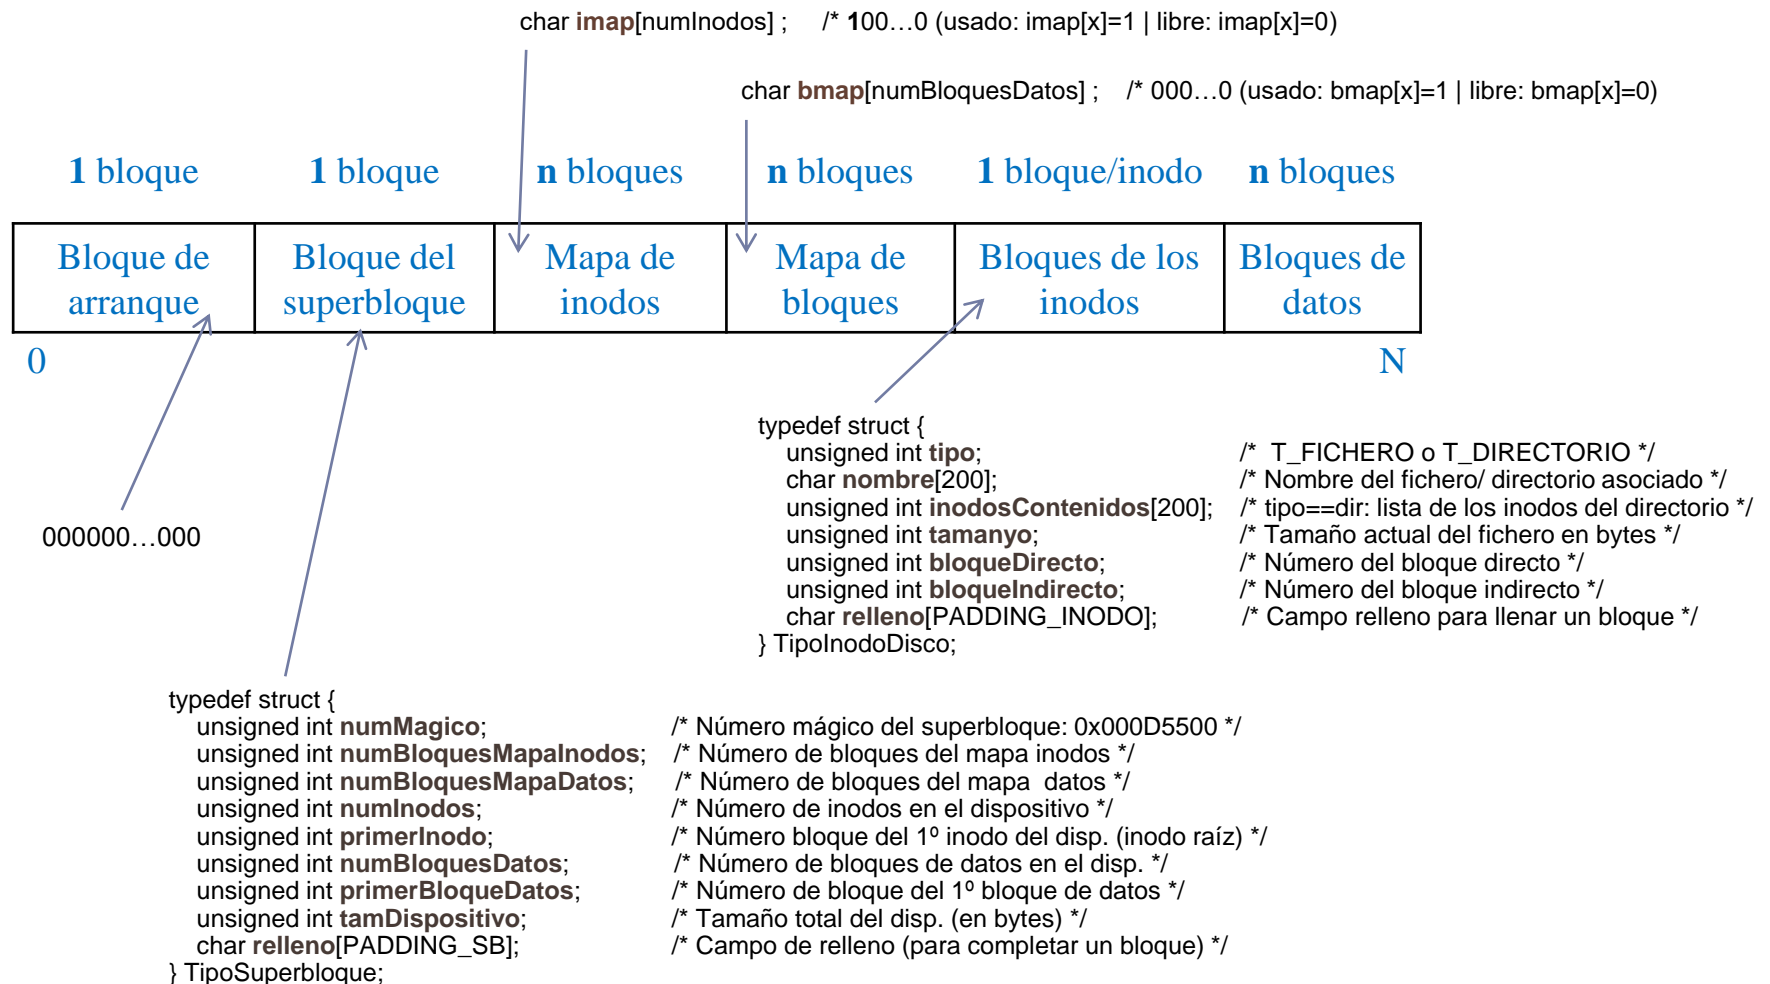 char imap[numInodos] ; /* 100…0 (usado: imap[x]=1 | libre: imap[x]=0)
char bmap[numBloquesDatos] ; /* 000…0 (usado: bmap[x]=1 | libre: bmap[x]=0)
1 bloque 1 bloque n bloques n bloques 1 bloque/inodo n bloques
Bloque de Bloque del Mapa de Mapa de Bloques de los Bloques de
arranque superbloque inodos bloques inodos datos
0 N
typedef struct {
unsigned int tipo; /* T_FICHERO o T_DIRECTORIO */
char nombre[200]; /* Nombre del fichero/ directorio asociado */
unsigned int inodosContenidos[200]; /* tipo==dir: lista de los inodos del directorio */
unsigned int tamanyo; /* Tamaño actual del fichero en bytes */
unsigned int bloqueDirecto; /* Número del bloque directo */
unsigned int bloqueIndirecto; /* Número del bloque indirecto */
char relleno[PADDING_INODO]; /* Campo relleno para llenar un bloque */
} TipoInodoDisco;
000000…000
typedef struct {
unsigned int numMagico; /* Número mágico del superbloque: 0x000D5500 */
unsigned int numBloquesMapaInodos; /* Número de bloques del mapa inodos */
unsigned int numBloquesMapaDatos; /* Número de bloques del mapa datos */
unsigned int numInodos; /* Número de inodos en el dispositivo */
unsigned int primerInodo; /* Número bloque del 1º inodo del disp. (inodo raíz) */
unsigned int numBloquesDatos; /* Número de bloques de datos en el disp. */
unsigned int primerBloqueDatos; /* Número de bloque del 1º bloque de datos */
unsigned int tamDispositivo; /* Tamaño total del disp. (en bytes) */
char relleno[PADDING_SB]; /* Campo de relleno (para completar un bloque) */
} TipoSuperbloque;